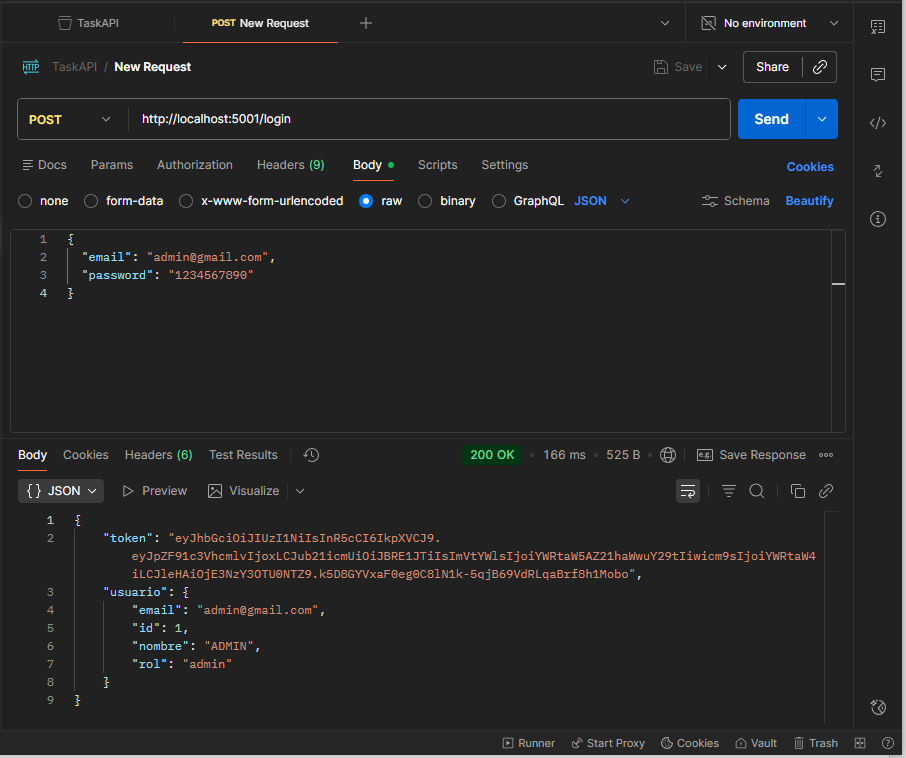 TaskAPI
POST New Request
No environment
HTTP TaskAPI / New Request
Save
Share
POST
http://localhost:5001/login
Send
Docs Params Authorization Headers (9) Body Scripts Settings
Cookies
none form-data x-www-form-urlencoded raw binary GraphQL JSON
Schema Beautify
1 {
2 "email": "admin@gmail.com",
3 "password": "1234567890"
4 }
Body Cookies Headers (6) Test Results
200 OK • 166 ms • 525 B
e.g. Save Response
{} JSON Preview Visualize
1 {
2 "token": "eyJhbGciOiJIUzI1NiIsInR5cCI6IkpXVCJ9.
eyJpZF91c3VhcmlvIjoxLCJub21icmUiOiJBRE1JTiIsImVtYWlsIjoiYWRtaW5AZ21haWwuY29tIiwicm9sIjoiYWRtaW4
iLCJleHAiOjE3NzY3OTU0NTZ9.k5D8GYVxaF0eg0C8lN1k-5qjB69VdRLqaBrf8h1Mobo",
3 "usuario": {
4 "email": "admin@gmail.com",
5 "id": 1,
6 "nombre": "ADMIN",
7 "rol": "admin"
8 }
9 }
Runner Start Proxy Cookies Vault Trash